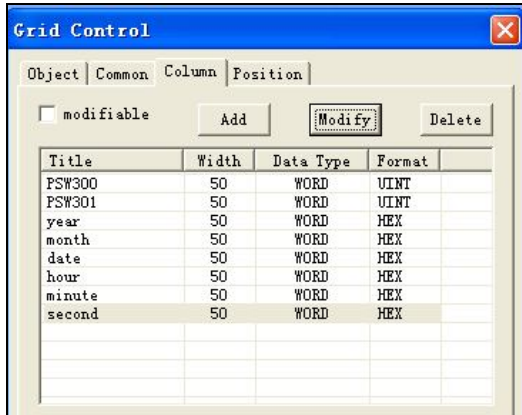 Grid Control
Object Common Column Position
modifiable Add Modify Delete
Title Width Data Type Format
PSW300 50 WORD UINT
PSW301 50 WORD UINT
year 50 WORD HEX
month 50 WORD HEX
date 50 WORD HEX
hour 50 WORD HEX
minute 50 WORD HEX
second 50 WORD HEX